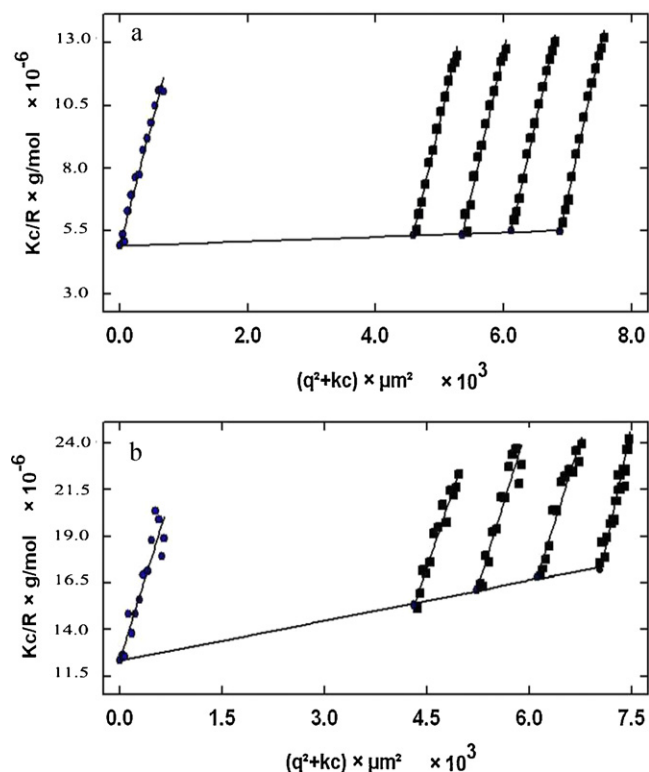 a
13.0
10.5
8.0
5.5
3.0
Kc/R × g/mol × 10⁻⁶
0.0 2.0 4.0 6.0 8.0
(q²+kc) × µm² × 10³
b
24.0
21.5
19.0
16.5
14.0
11.5
Kc/R × g/mol × 10⁻⁶
0.0 1.5 3.0 4.5 6.0 7.5
(q²+kc) × µm² × 10³